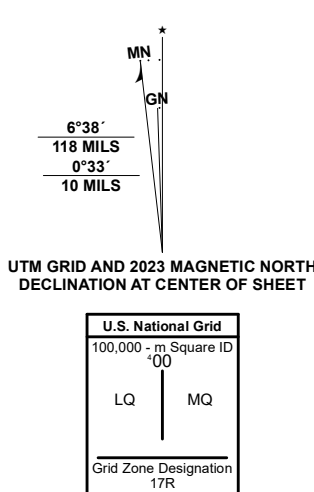 MN
GN
6°38´
118 MILS
0°33´
10 MILS
UTM GRID AND 2023 MAGNETIC NORTH
DECLINATION AT CENTER OF SHEET
U.S. National Grid
100,000 - m Square ID
⁴00
LQ MQ
Grid Zone Designation
17R